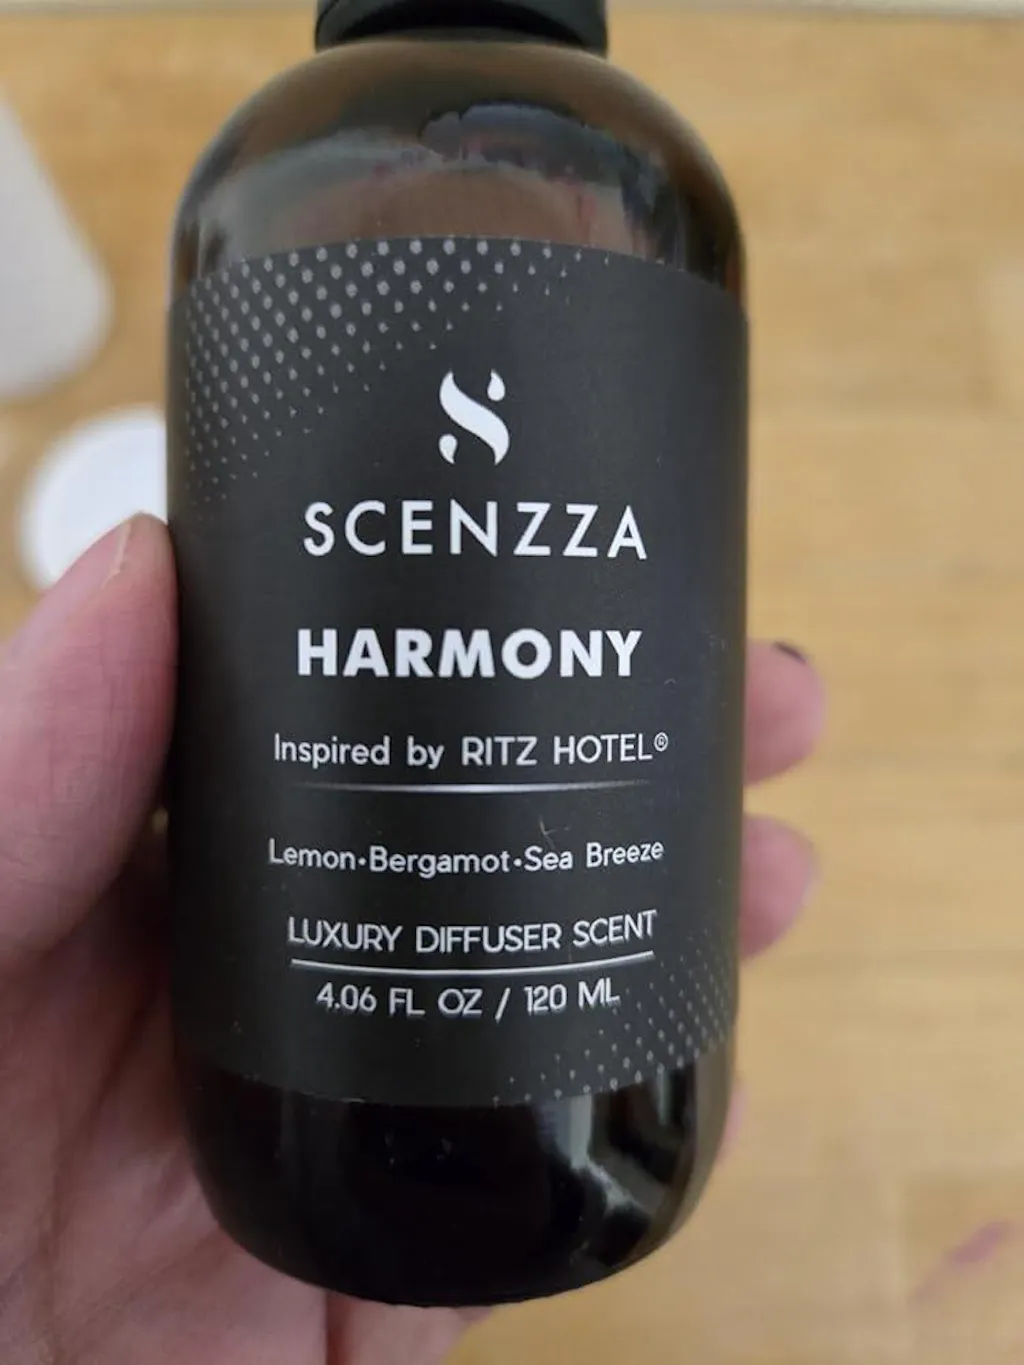 SCENZZA
HARMONY
Inspired by RITZ HOTEL©
Lemon•Bergamot•Sea Breeze
LUXURY DIFFUSER SCENT
4.06 FL OZ / 120 ML